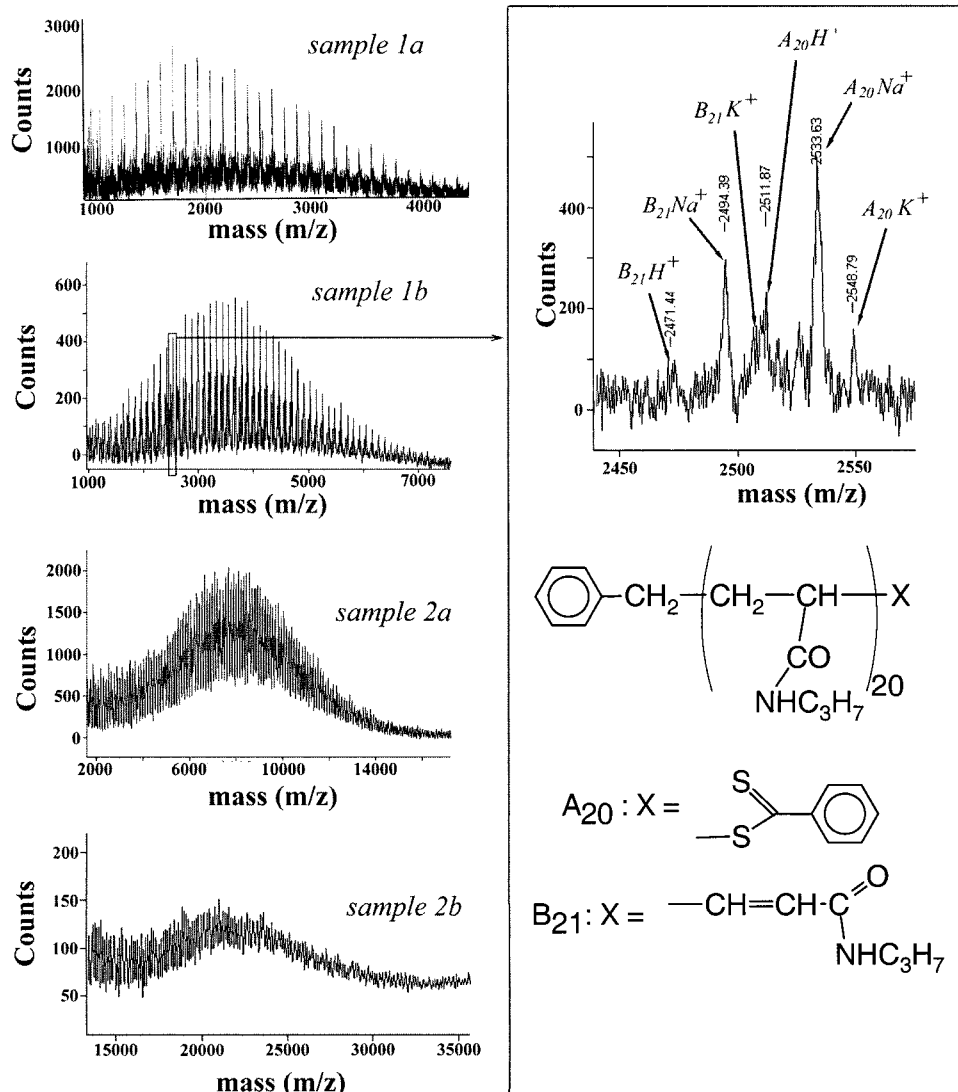 sample 1a
Counts
3000
2000
1000
1000 2000 3000 4000
mass (m/z)
sample 1b
Counts
600
400
200
0
1000 3000 5000 7000
mass (m/z)
sample 2a
Counts
2000
1500
1000
500
0
2000 6000 10000 14000
mass (m/z)
sample 2b
Counts
200
150
100
50
15000 20000 25000 30000 35000
mass (m/z)
A20H+
B21K+
A20Na+
B21Na+
A20K+
B21H+
2471.44
2494.39
2511.87
2533.63
2548.79
Counts
400
200
0
2450 2500 2550
mass (m/z)
CH2 CH2 CH X
CO
NHC3H7
20
A20 : X =
S
S
B21: X = CH=CH-C
O
NHC3H7